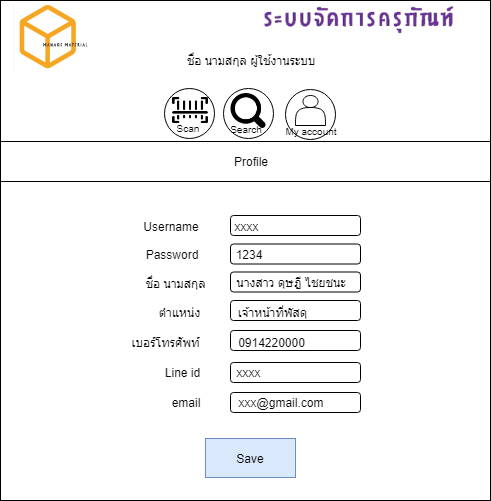 ระบบจัดการครุภัณฑ์
MANAGE MATERIAL
ชื่อ นามสกุล ผู้ใช้งานระบบ
Scan Search My account
Profile
Username xxxx
Password 1234
ชื่อ นามสกุล นางสาว ดุษฎี ไชยชนะ
ตำแหน่ง เจ้าหน้าที่พัสดุ
เบอร์โทรศัพท์ 0914220000
Line id xxxx
email xxx@gmail.com
Save